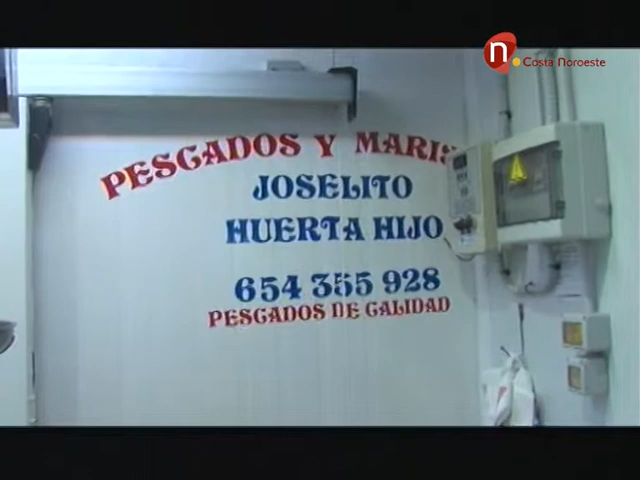 n Costa Noroeste
PESCADOS Y MARIS
JOSELITO
HUERTA HIJO
654 355 928
PESCADOS DE CALIDAD